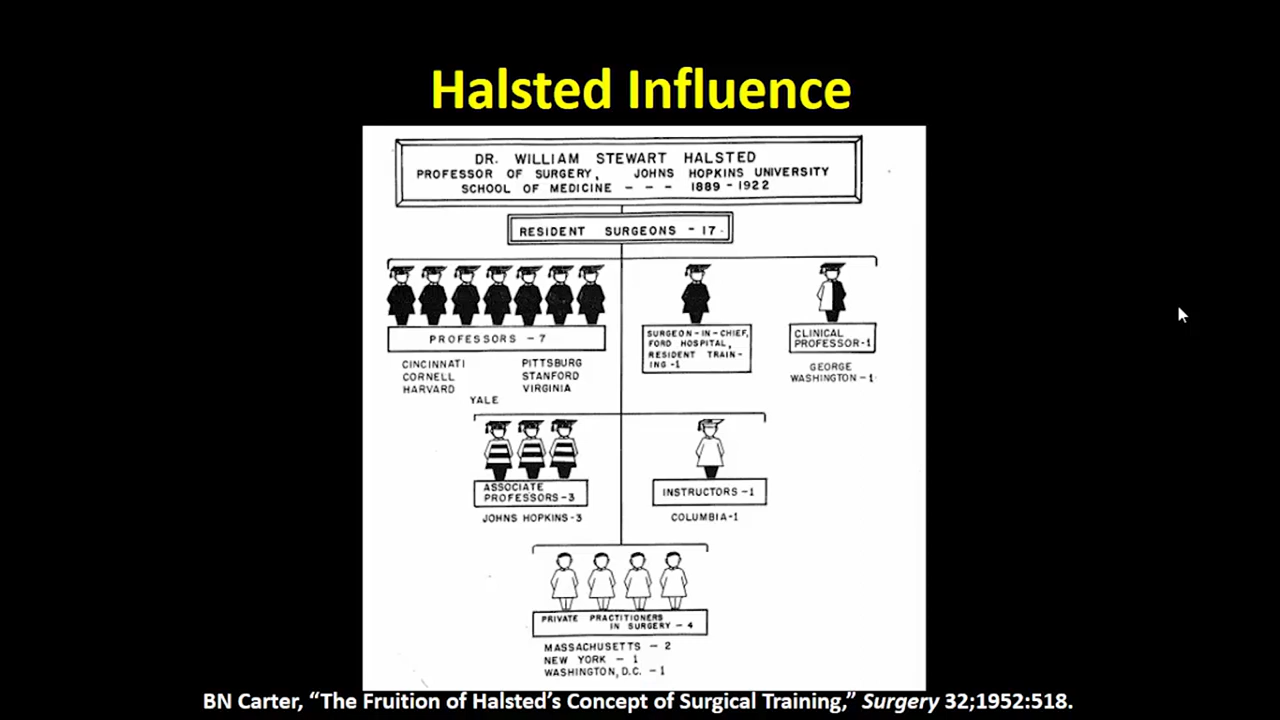 Halsted Influence
DR. WILLIAM STEWART HALSTED
PROFESSOR OF SURGERY, JOHNS HOPKINS UNIVERSITY
SCHOOL OF MEDICINE - - - 1889 - 1922
RESIDENT SURGEONS - 17
PROFESSORS - 7
CINCINNATI
CORNELL
HARVARD
PITTSBURG
STANFORD
VIRGINIA
YALE
SURGEON-IN-CHIEF,
FORD HOSPITAL,
RESIDENT TRAIN-
ING -1
CLINICAL
PROFESSOR-1
GEORGE
WASHINGTON-1
ASSOCIATE
PROFESSORS-3
JOHNS HOPKINS-3
INSTRUCTORS-1
COLUMBIA-1
PRIVATE PRACTITIONERS
IN SURGERY - 4
MASSACHUSETTS - 2
NEW YORK - 1
WASHINGTON, D.C. -1
BN Carter, “The Fruition of Halsted’s Concept of Surgical Training,” Surgery 32;1952:518.